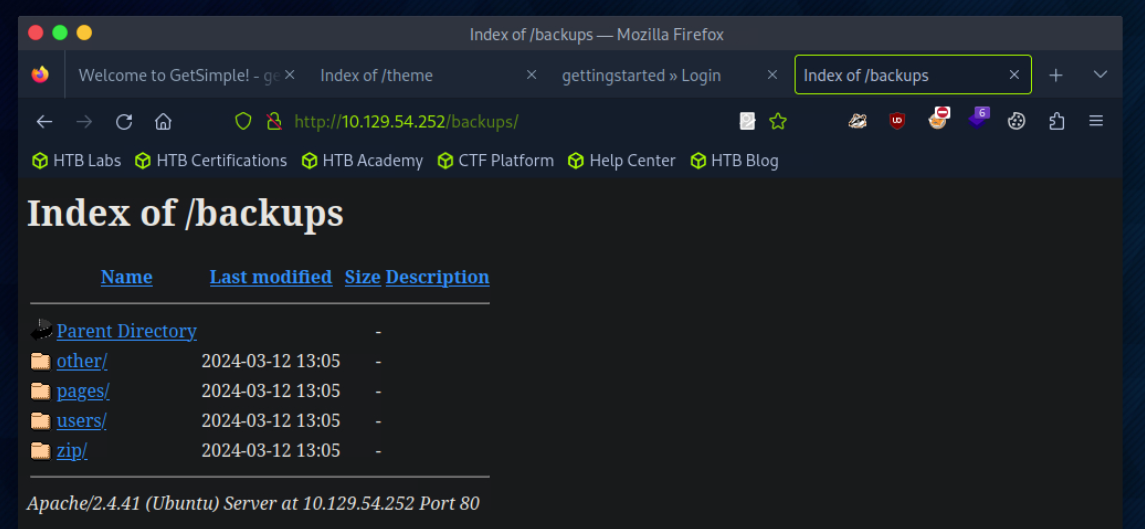 Index of /backups — Mozilla Firefox
Welcome to GetSimple! - ge
Index of /theme
gettingstarted » Login
Index of /backups
http://10.129.54.252/backups/
6
HTB Labs
HTB Certifications
HTB Academy
CTF Platform
Help Center
HTB Blog
Index of /backups
Name Last modified Size Description
Parent Directory -
other/ 2024-03-12 13:05 -
pages/ 2024-03-12 13:05 -
users/ 2024-03-12 13:05 -
zip/ 2024-03-12 13:05 -
Apache/2.4.41 (Ubuntu) Server at 10.129.54.252 Port 80